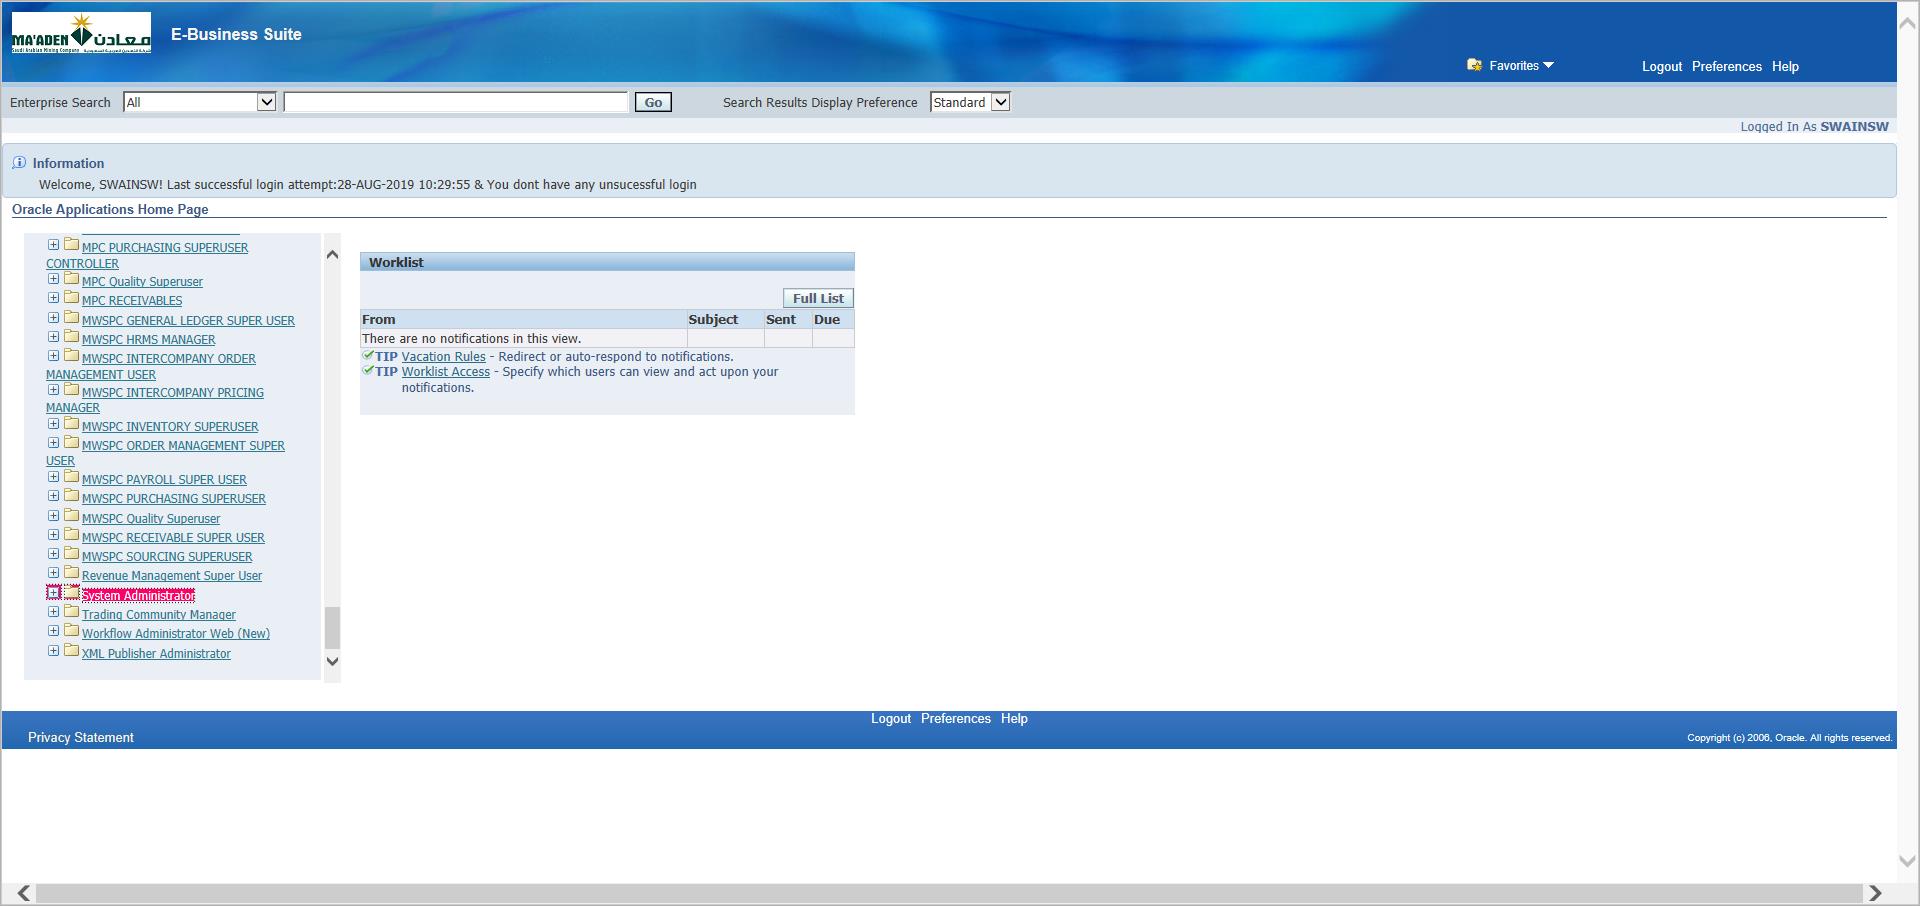 MA'ADEN معادن
Saudi Arabian Mining Company شركة التعدين العربية السعودية
E-Business Suite
Favorites
Logout Preferences Help
Enterprise Search All Go Search Results Display Preference Standard
Logged In As SWAINSW
Information
Welcome, SWAINSW! Last successful login attempt:28-AUG-2019 10:29:55 & You dont have any unsucessful login
Oracle Applications Home Page
MPC PURCHASING SUPERUSER
CONTROLLER
MPC Quality Superuser
MPC RECEIVABLES
MWSPC GENERAL LEDGER SUPER USER
MWSPC HRMS MANAGER
MWSPC INTERCOMPANY ORDER
MANAGEMENT USER
MWSPC INTERCOMPANY PRICING
MANAGER
MWSPC INVENTORY SUPERUSER
MWSPC ORDER MANAGEMENT SUPER
USER
MWSPC PAYROLL SUPER USER
MWSPC PURCHASING SUPERUSER
MWSPC Quality Superuser
MWSPC RECEIVABLE SUPER USER
MWSPC SOURCING SUPERUSER
Revenue Management Super User
System Administrator
Trading Community Manager
Workflow Administrator Web (New)
XML Publisher Administrator
Worklist
Full List
From Subject Sent Due
There are no notifications in this view.
TIP Vacation Rules - Redirect or auto-respond to notifications.
TIP Worklist Access - Specify which users can view and act upon your
notifications.
Logout Preferences Help
Privacy Statement
Copyright (c) 2006, Oracle. All rights reserved.